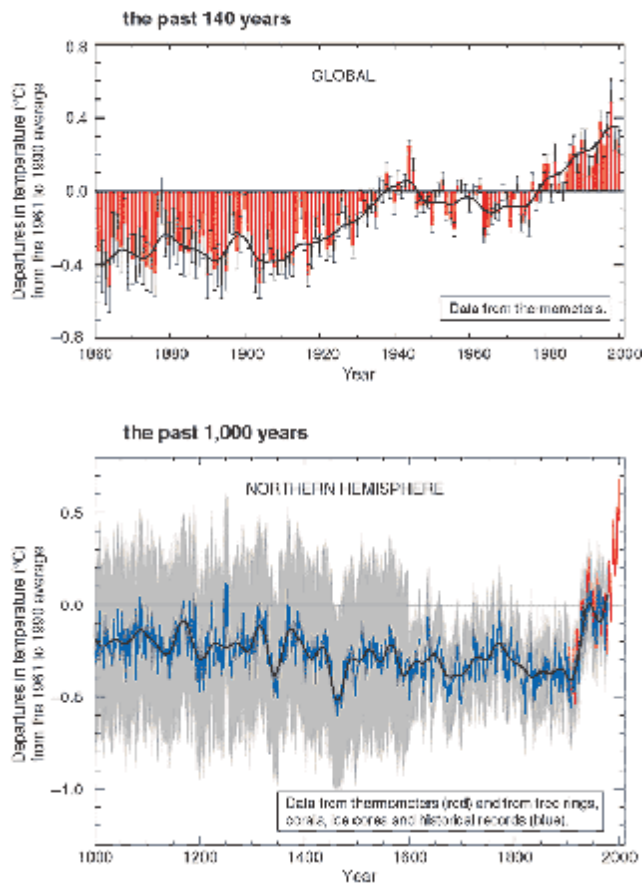 the past 140 years
GLOBAL
Departures in temperature (°C)
from the 1961 to 1990 average
0.8
0.4
0.0
−0.4
−0.8
Data from thermometers.
1860 1880 1900 1920 1940 1960 1980 2000
Year
the past 1,000 years
NORTHERN HEMISPHERE
Departures in temperature (°C)
from the 1961 to 1990 average
0.5
0.0
−0.5
−1.0
Data from thermometers (red) and from tree rings,
corals, ice cores and historical records (blue).
1000 1200 1400 1600 1800 2000
Year